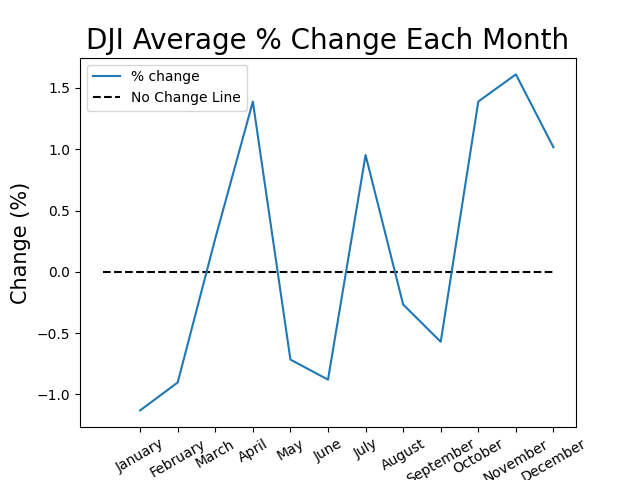 DJI Average % Change Each Month
% change
No Change Line
Change (%)
1.5
1.0
0.5
0.0
−0.5
−1.0
January
February
March
April
May
June
July
August
September
October
November
December